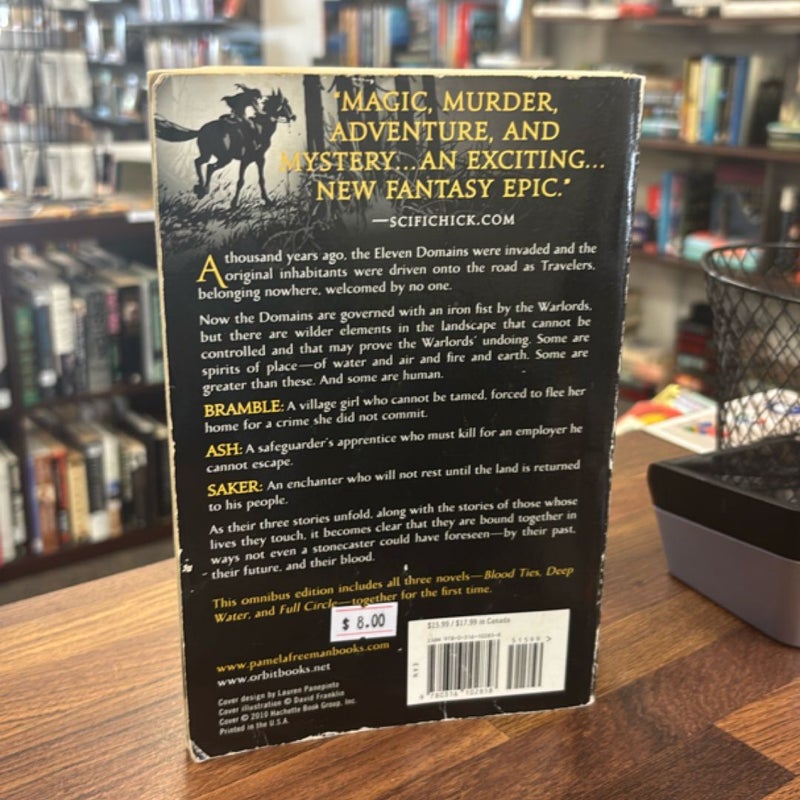 "MAGIC, MURDER,
ADVENTURE, AND
MYSTERY...AN EXCITING...
NEW FANTASY EPIC."
—SCIFICHICK.COM
A thousand years ago, the Eleven Domains were invaded and the
original inhabitants were driven onto the road as Travelers,
belonging nowhere, welcomed by no one.
Now the Domains are governed with an iron fist by the Warlords,
but there are wilder elements in the landscape that cannot be
controlled and that may prove the Warlords' undoing. Some are
spirits of place—of water and air and fire and earth. Some are
greater than these. And some are human.
BRAMBLE: A village girl who cannot be tamed, forced to flee her
home for a crime she did not commit.
ASH: A safeguarder's apprentice who must kill for an employer he
cannot escape.
SAKER: An enchanter who will not rest until the land is returned
to his people.
As their three stories unfold, along with the stories of those whose
lives they touch, it becomes clear that they are bound together in
ways not even a stonecaster could have foreseen—by their past,
their future, and their blood.
This omnibus edition includes all three novels—Blood Ties, Deep
Water, and Full Circle—together for the first time.
$ 8.00
www.pamelafreemanbooks.com
www.orbitbooks.net
Cover design by Lauren Panepinto
Cover illustration © David Franklin
Cover © 2010 Hachette Book Group, Inc.
Printed in the U.S.A.
$15.99 / $17.99 in Canada
51599 >